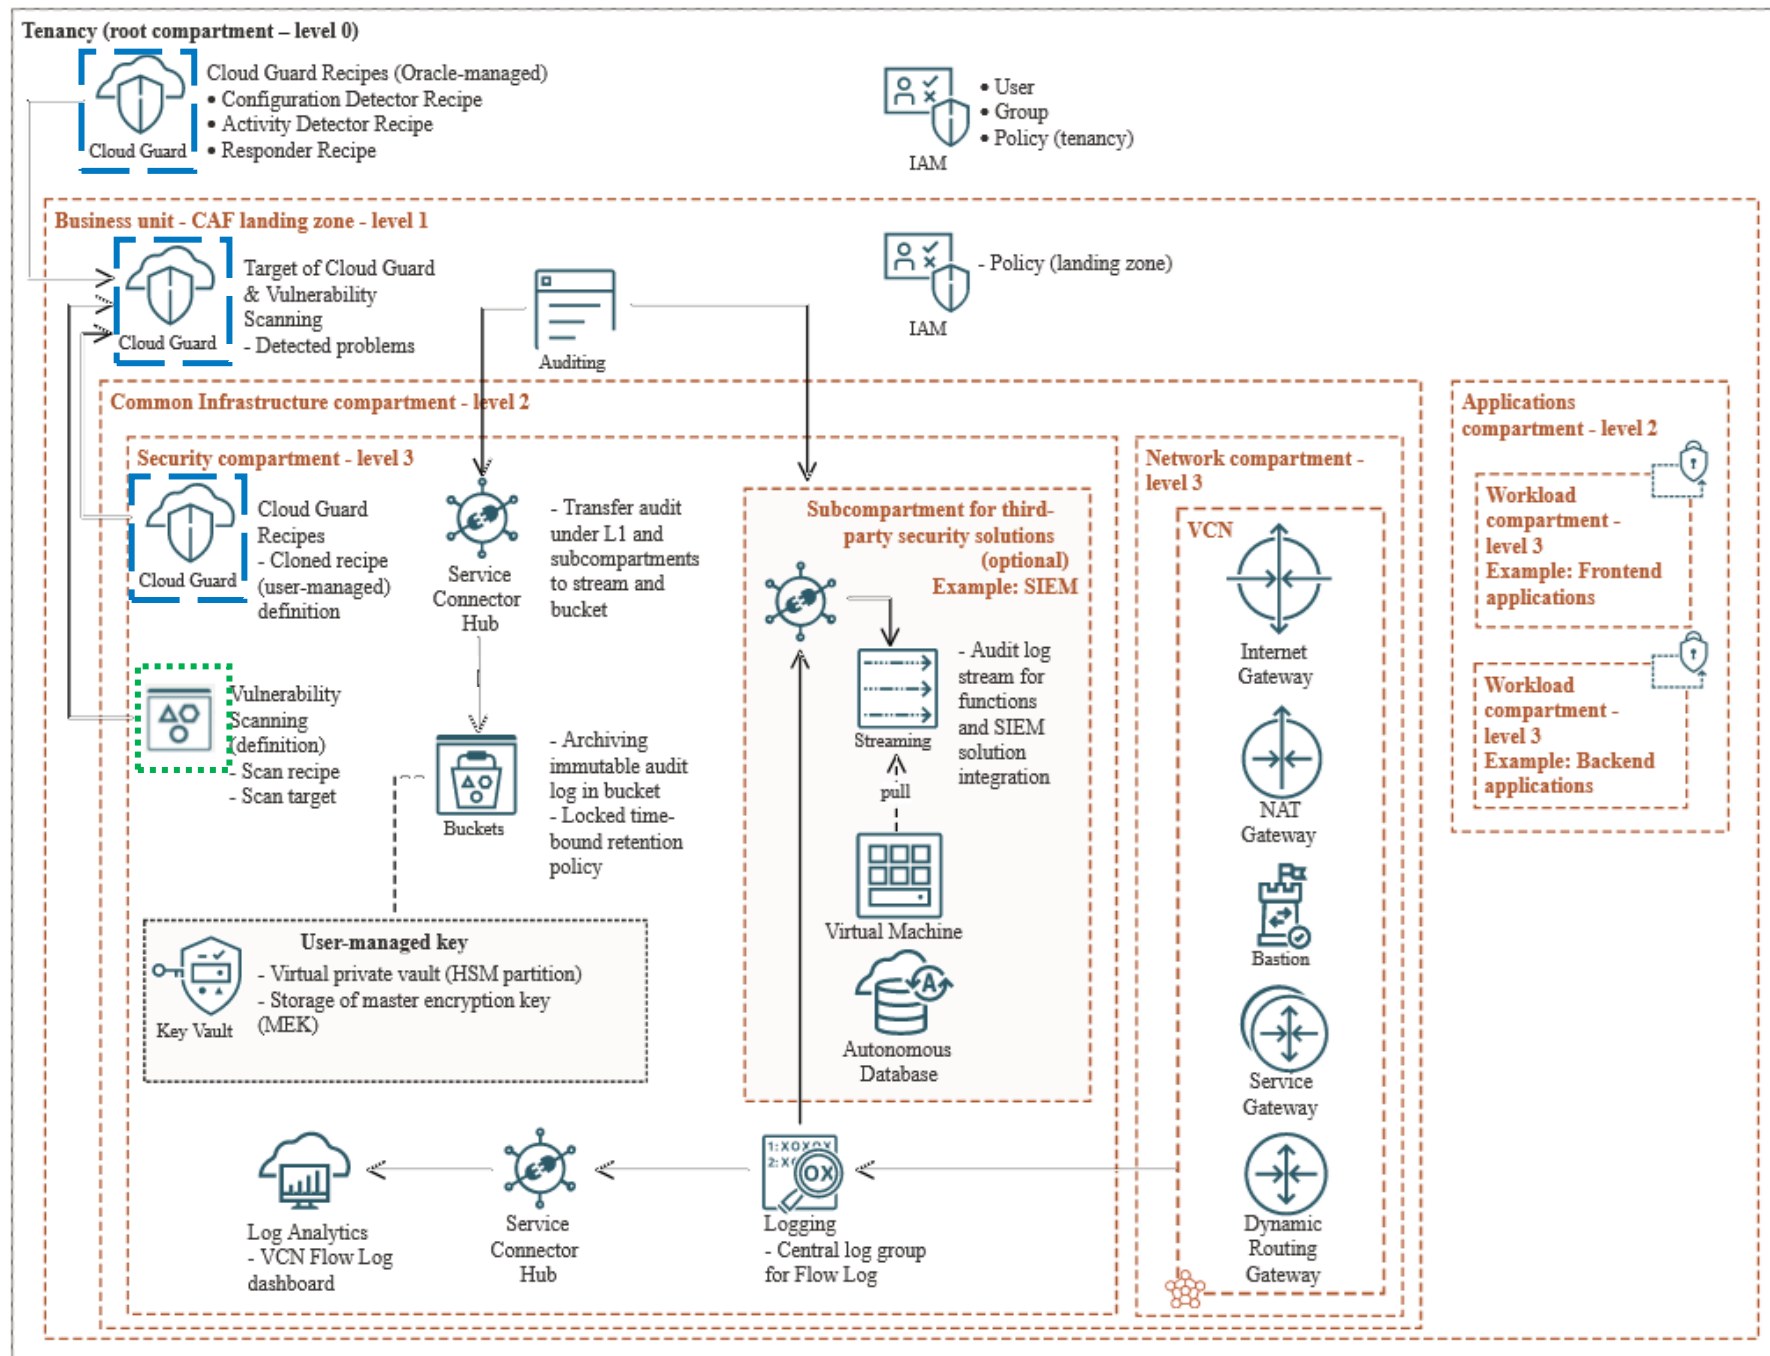 Tenancy (root compartment – level 0)
Cloud Guard
Cloud Guard Recipes (Oracle-managed)
• Configuration Detector Recipe
• Activity Detector Recipe
• Responder Recipe
IAM
• User
• Group
• Policy (tenancy)
Business unit - CAF landing zone - level 1
Cloud Guard
Target of Cloud Guard
& Vulnerability
Scanning
- Detected problems
Auditing
IAM
- Policy (landing zone)
Common Infrastructure compartment - level 2
Security compartment - level 3
Cloud Guard
Cloud Guard
Recipes
- Cloned recipe
(user-managed)
definition
Service
Connector
Hub
- Transfer audit
under L1 and
subcompartments
to stream and
bucket
Vulnerability
Scanning
(definition)
- Scan recipe
- Scan target
Buckets
- Archiving
immutable audit
log in bucket
- Locked time-
bound retention
policy
User-managed key
Key Vault
- Virtual private vault (HSM partition)
- Storage of master encryption key
(MEK)
Subcompartment for third-
party security solutions
(optional)
Example: SIEM
Streaming
- Audit log
stream for
functions
and SIEM
solution
integration
pull
Virtual Machine
A
Autonomous
Database
Log Analytics
- VCN Flow Log
dashboard
Service
Connector
Hub
1:XOXOX
2:X
OX
Logging
- Central log group
for Flow Log
Network compartment -
level 3
VCN
Internet
Gateway
NAT
Gateway
Bastion
Service
Gateway
Dynamic
Routing
Gateway
Applications
compartment - level 2
Workload
compartment -
level 3
Example: Frontend
applications
Workload
compartment -
level 3
Example: Backend
applications